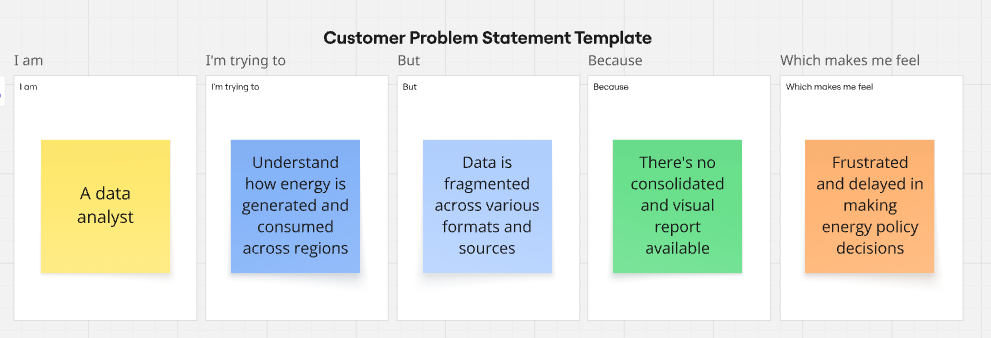 Customer Problem Statement Template
I am
I'm trying to
But
Because
Which makes me feel
I am
I'm trying to
But
Because
Which makes me feel
A data
analyst
Understand
how energy is
generated and
consumed
across regions
Data is
fragmented
across various
formats and
sources
There's no
consolidated
and visual
report
available
Frustrated
and delayed in
making
energy policy
decisions